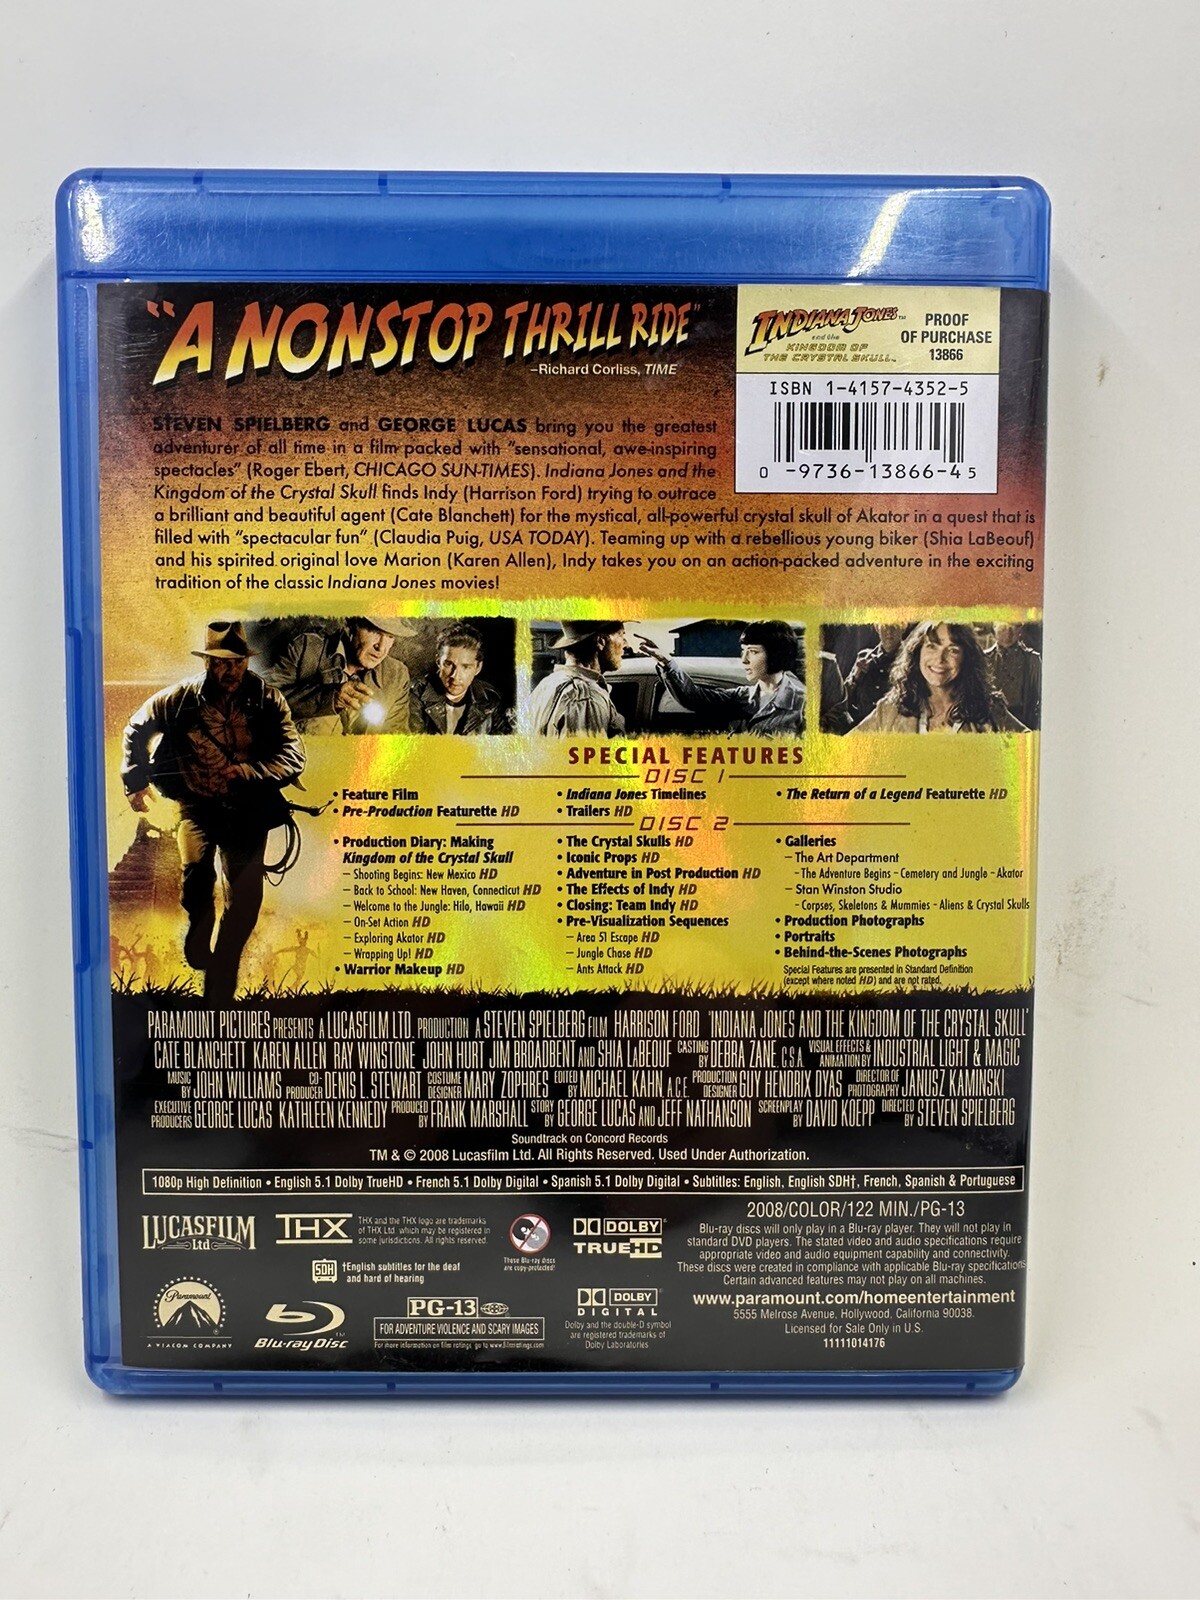 "A NONSTOP THRILL RIDE"
–Richard Corliss, TIME
INDIANA JONES™
and the
KINGDOM OF
THE CRYSTAL SKULL™
PROOF
OF PURCHASE
13866
ISBN 1-4157-4352-5
0 -9736-13866-4 5
STEVEN SPIELBERG and GEORGE LUCAS bring you the greatest
adventurer of all time in a film packed with "sensational, awe-inspiring
spectacles" (Roger Ebert, CHICAGO SUN-TIMES). Indiana Jones and the
Kingdom of the Crystal Skull finds Indy (Harrison Ford) trying to outrace
a brilliant and beautiful agent (Cate Blanchett) for the mystical, all-powerful crystal skull of Akator in a quest that is
filled with "spectacular fun" (Claudia Puig, USA TODAY). Teaming up with a rebellious young biker (Shia LaBeouf)
and his spirited original love Marion (Karen Allen), Indy takes you on an action-packed adventure in the exciting
tradition of the classic Indiana Jones movies!
SPECIAL FEATURES
DISC 1
• Feature Film
• Pre-Production Featurette HD
• Indiana Jones Timelines
• Trailers HD
• The Return of a Legend Featurette HD
DISC 2
• Production Diary: Making
Kingdom of the Crystal Skull
– Shooting Begins: New Mexico HD
– Back to School: New Haven, Connecticut HD
– Welcome to the Jungle: Hilo, Hawaii HD
– On-Set Action HD
– Exploring Akator HD
– Wrapping Up! HD
• Warrior Makeup HD
• The Crystal Skulls HD
• Iconic Props HD
• Adventure in Post Production HD
• The Effects of Indy HD
• Closing: Team Indy HD
• Pre-Visualization Sequences
– Area 51 Escape HD
– Jungle Chase HD
– Ants Attack HD
• Galleries
– The Art Department
– The Adventure Begins – Cemetery and Jungle – Akator
– Stan Winston Studio
– Corpses, Skeletons & Mummies – Aliens & Crystal Skulls
• Production Photographs
• Portraits
• Behind-the-Scenes Photographs
Special Features are presented in Standard Definition
(except where noted HD) and are not rated.
PARAMOUNT PICTURES PRESENTS A LUCASFILM LTD. PRODUCTION A STEVEN SPIELBERG FILM HARRISON FORD "INDIANA JONES AND THE KINGDOM OF THE CRYSTAL SKULL"
CATE BLANCHETT KAREN ALLEN RAY WINSTONE JOHN HURT JIM BROADBENT AND SHIA LABEOUF CASTING BY DEBRA ZANE, C.S.A. VISUAL EFFECTS & ANIMATION BY INDUSTRIAL LIGHT & MAGIC
MUSIC BY JOHN WILLIAMS CO-PRODUCER DENIS L. STEWART COSTUME DESIGNER MARY ZOPHRES EDITED BY MICHAEL KAHN, A.C.E. PRODUCTION DESIGNER GUY HENDRIX DYAS DIRECTOR OF PHOTOGRAPHY JANUSZ KAMINSKI
EXECUTIVE PRODUCERS GEORGE LUCAS KATHLEEN KENNEDY PRODUCED BY FRANK MARSHALL STORY BY GEORGE LUCAS AND JEFF NATHANSON SCREENPLAY BY DAVID KOEPP DIRECTED BY STEVEN SPIELBERG
Soundtrack on Concord Records
TM & © 2008 Lucasfilm Ltd. All Rights Reserved. Used Under Authorization.
1080p High Definition • English 5.1 Dolby TrueHD • French 5.1 Dolby Digital • Spanish 5.1 Dolby Digital • Subtitles: English, English SDH†, French, Spanish & Portuguese
LUCASFILM
Ltd
THX
THX and the THX logo are trademarks
of THX Ltd. which may be registered in
some jurisdictions. All rights reserved.
These Blu-ray discs
are copy-protected!
DOLBY
TRUEHD
SDH
†English subtitles for the deaf
and hard of hearing
Paramount
A VIACOM COMPANY
Blu-ray Disc™
PG-13
FOR ADVENTURE VIOLENCE AND SCARY IMAGES
For more information on film ratings, go to www.filmratings.com
DOLBY
DIGITAL
Dolby and the double-D symbol
are registered trademarks of
Dolby Laboratories
2008/COLOR/122 MIN./PG-13
Blu-ray discs will only play in a Blu-ray player. They will not play in
standard DVD players. The stated video and audio specifications require
appropriate video and audio equipment capability and connectivity.
These discs were created in compliance with applicable Blu-ray specifications
Certain advanced features may not play on all machines.
www.paramount.com/homeentertainment
5555 Melrose Avenue, Hollywood, California 90038.
Licensed for Sale Only in U.S.
11111014176